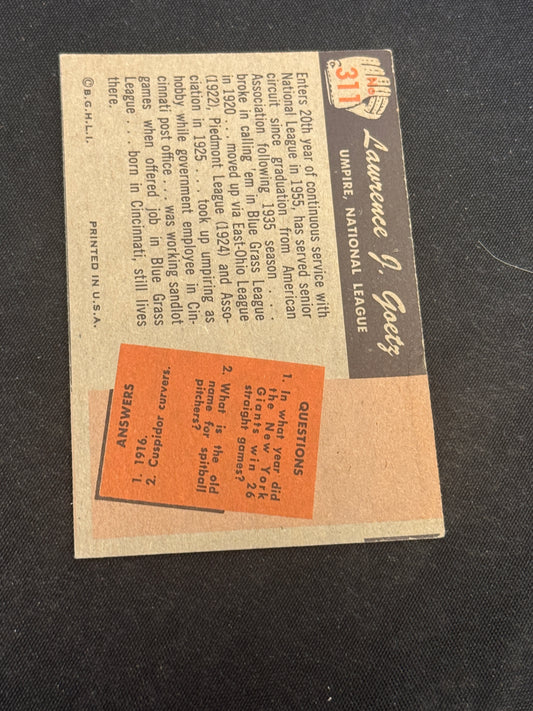 No.
311
Lawrence J. Goetz
UMPIRE, NATIONAL LEAGUE
Enters 20th year of continuous service with
National League in 1955, has served senior
circuit since graduation from American
Association following 1935 season . . . .
broke in calling 'em in Blue Grass League
in 1920 . . . moved up via East-Ohio League
(1922), Piedmont League (1924) and Asso-
ciation in 1925 . . . . took up umpiring as
hobby while government employee in Cin-
cinnati post office . . . was working sandlot
games when offered job in Blue Grass
League . . . born in Cincinnati, still lives
there.
©B.G.H.L.I.
PRINTED IN U.S.A.
QUESTIONS
1. In what year did
the New York
Giants win 26
straight games?
2. What is the old
name for spitball
pitchers?
ANSWERS
1. 1916.
2. Cuspidor curvers.